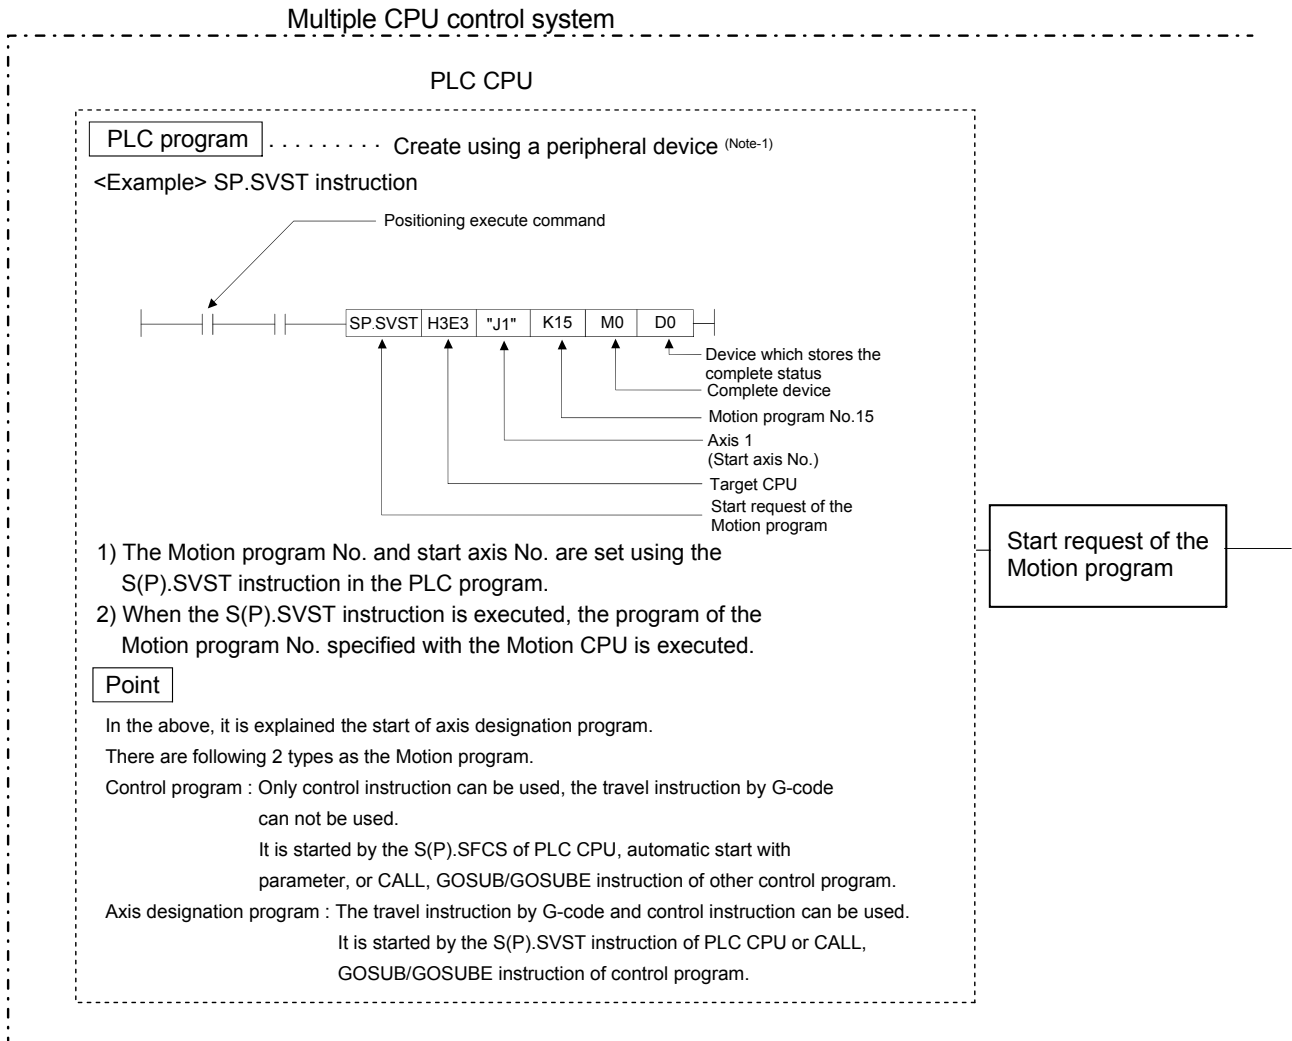 Multiple CPU control system
PLC CPU
PLC program ......... Create using a peripheral device (Note-1)
<Example> SP.SVST instruction
Positioning execute command
SP.SVST H3E3 "J1" K15 M0 D0
Device which stores the
complete status
Complete device
Motion program No.15
Axis 1
(Start axis No.)
Target CPU
Start request of the
Motion program
1) The Motion program No. and start axis No. are set using the
S(P).SVST instruction in the PLC program.
2) When the S(P).SVST instruction is executed, the program of the
Motion program No. specified with the Motion CPU is executed.
Point
In the above, it is explained the start of axis designation program.
There are following 2 types as the Motion program.
Control program : Only control instruction can be used, the travel instruction by G-code
can not be used.
It is started by the S(P).SFCS of PLC CPU, automatic start with
parameter, or CALL, GOSUB/GOSUBE instruction of other control program.
Axis designation program : The travel instruction by G-code and control instruction can be used.
It is started by the S(P).SVST instruction of PLC CPU or CALL,
GOSUB/GOSUBE instruction of control program.
Start request of the
Motion program